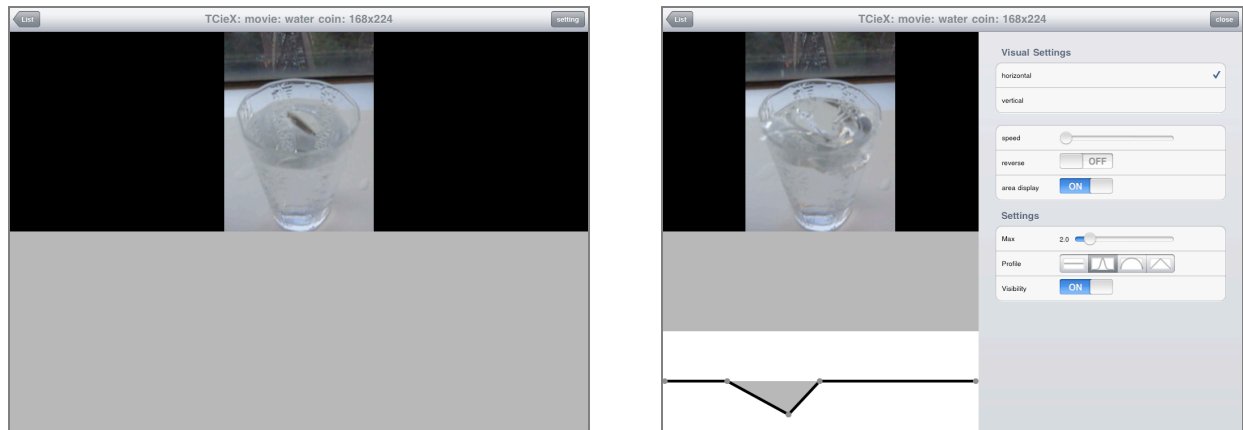 List
TCieX: movie: water coin: 168x224
setting
List
TCieX: movie: water coin: 168x224
close
Visual Settings
horizontal
vertical
speed
reverse OFF
area display ON
Settings
Max 2.0
Profile
Visibility ON